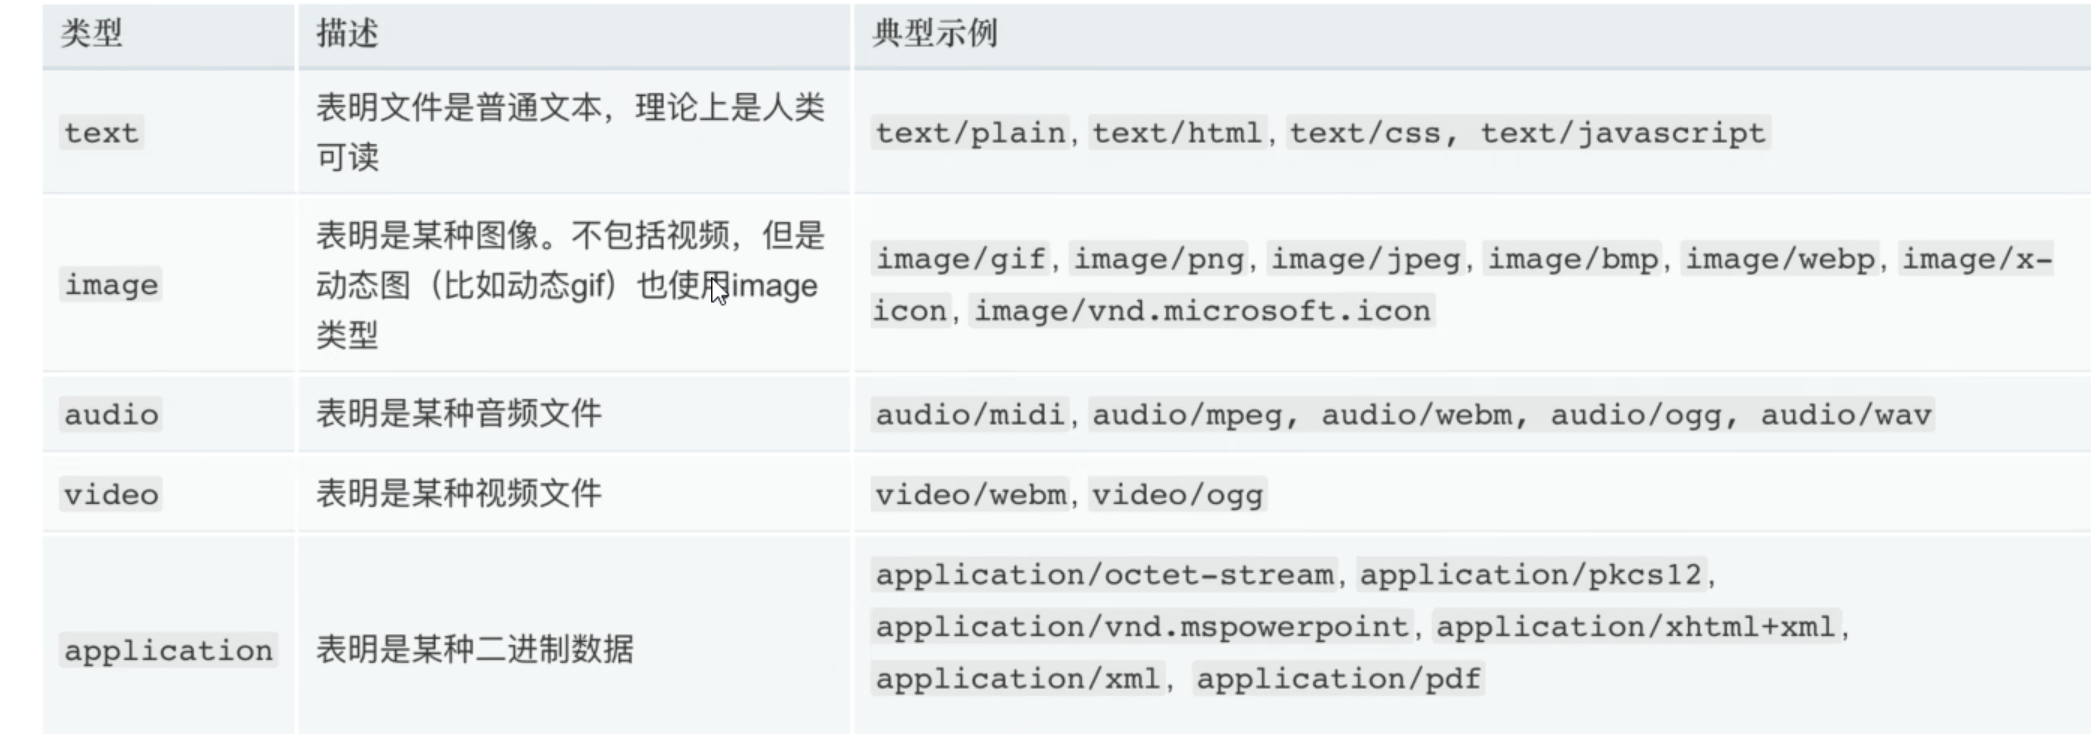 类型 描述 典型示例
text 表明文件是普通文本，理论上是人类可读 text/plain, text/html, text/css, text/javascript
image 表明是某种图像。不包括视频，但是动态图（比如动态gif）也使用image类型 image/gif, image/png, image/jpeg, image/bmp, image/webp, image/x-icon, image/vnd.microsoft.icon
audio 表明是某种音频文件 audio/midi, audio/mpeg, audio/webm, audio/ogg, audio/wav
video 表明是某种视频文件 video/webm, video/ogg
application 表明是某种二进制数据 application/octet-stream, application/pkcs12, application/vnd.mspowerpoint, application/xhtml+xml, application/xml, application/pdf